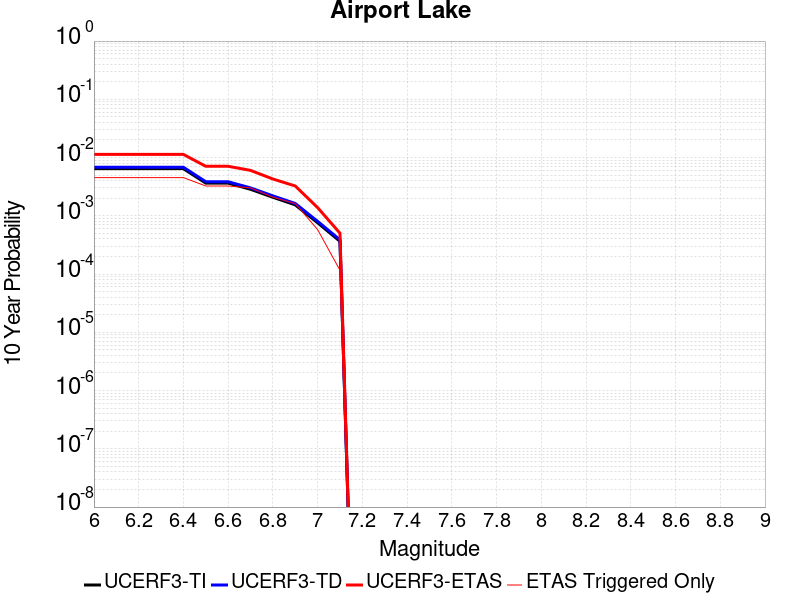 Airport Lake
10 0
10 -1
10 -2
10 -3
10 -4
10 -5
10 -6
10 -7
10 -8
10 Year Probability
6 6.2 6.4 6.6 6.8 7 7.2 7.4 7.6 7.8 8 8.2 8.4 8.6 8.8 9
Magnitude
UCERF3-TI UCERF3-TD UCERF3-ETAS ETAS Triggered Only